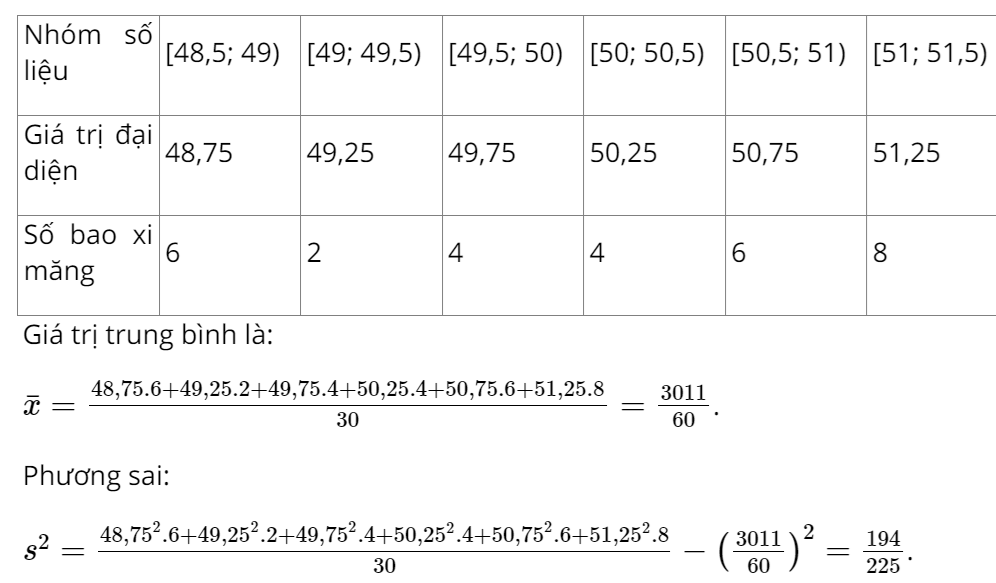 Nhóm số liệu [48,5; 49) [49; 49,5) [49,5; 50) [50; 50,5) [50,5; 51) [51; 51,5)
Giá trị đại diện 48,75 49,25 49,75 50,25 50,75 51,25
Số bao xi măng 6 2 4 4 6 8
Giá trị trung bình là:
x̄ = (48,75.6+49,25.2+49,75.4+50,25.4+50,75.6+51,25.8)/30 = 3011/60.
Phương sai:
s² = (48,75².6+49,25².2+49,75².4+50,25².4+50,75².6+51,25².8)/30 − (3011/60)² = 194/225.